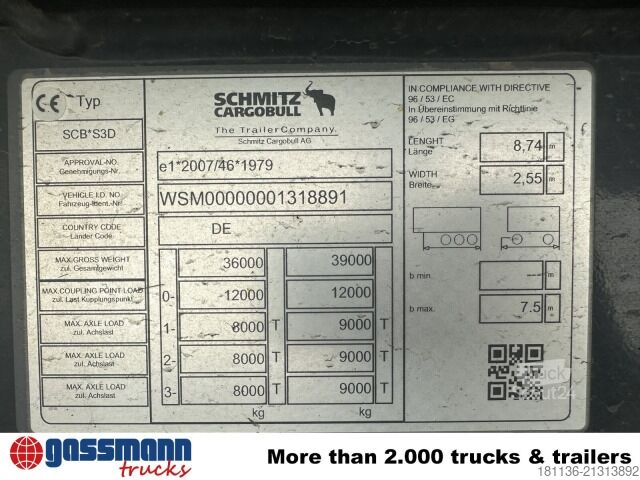 CE Typ
SCB*S3D
SCHMITZ
CARGOBULL
The TrailerCompany.
Schmitz Cargobull AG
APPROVAL-NO.
Genehmigungs-Nr.
e1*2007/46*1979
VEHICLE I.D. NO.
Fahrzeug-Ident.-Nr.
WSM00000001318891
COUNTRY CODE
Länder Code
DE
MAX.GROSS WEIGHT
zul. Gesamtgewicht
36000 39000
MAX.COUPLING POINT LOAD
zul. Last Kupplungspunkt
0- 12000 12000
MAX. AXLE LOAD
zul. Achslast
1- 8000 T 9000 T
MAX. AXLE LOAD
zul. Achslast
2- 8000 T 9000 T
MAX. AXLE LOAD
zul. Achslast
3- 8000 T 9000 T
kg kg
IN COMPLIANCE WITH DIRECTIVE
96 / 53 / EC
In Übereinstimmung mit Richtlinie
96 / 53 / EG
LENGHT
Länge
8,74 m
WIDTH
Breite
2,55 m
b min. ---- m
b max. 7.5 m
gassmann
trucks
More than 2.000 trucks & trailers
181136-21313892